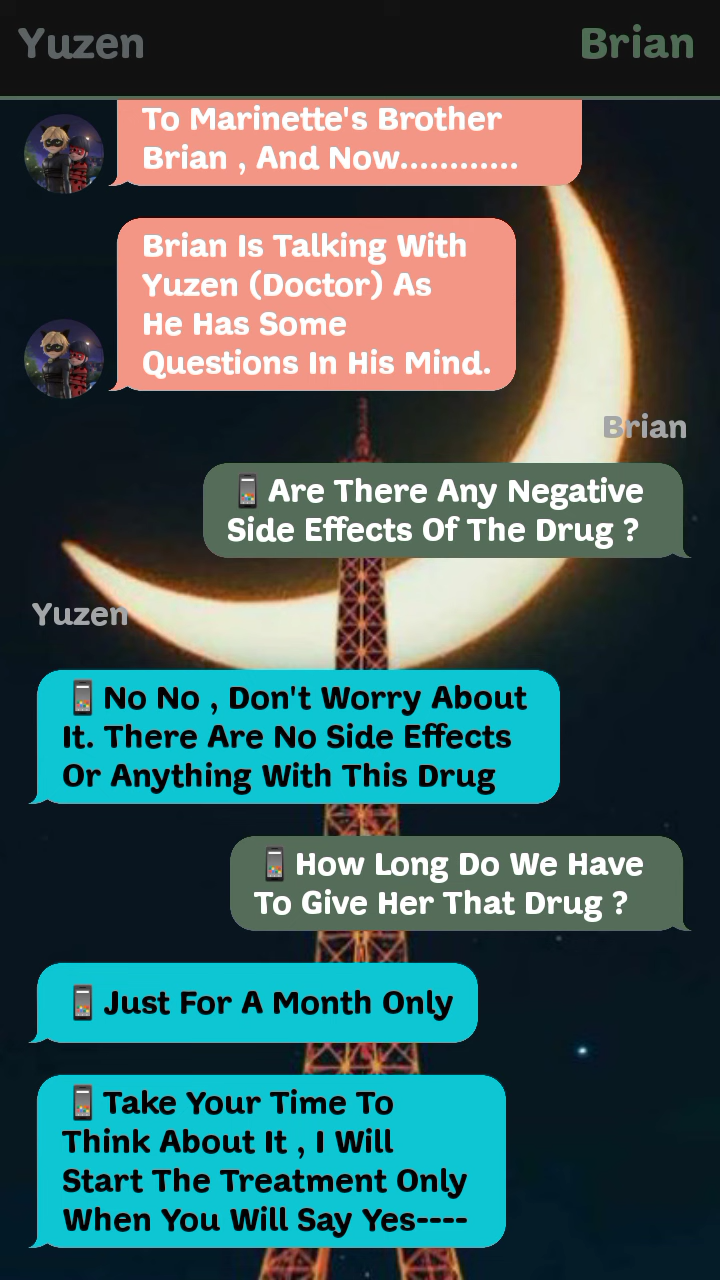 Yuzen Brian
To Marinette's Brother
Brian , And Now............
Brian Is Talking With
Yuzen (Doctor) As
He Has Some
Questions In His Mind.
Brian
📱Are There Any Negative
Side Effects Of The Drug ?
Yuzen
📱No No , Don't Worry About
It. There Are No Side Effects
Or Anything With This Drug
📱How Long Do We Have
To Give Her That Drug ?
📱Just For A Month Only
📱Take Your Time To
Think About It , I Will
Start The Treatment Only
When You Will Say Yes----